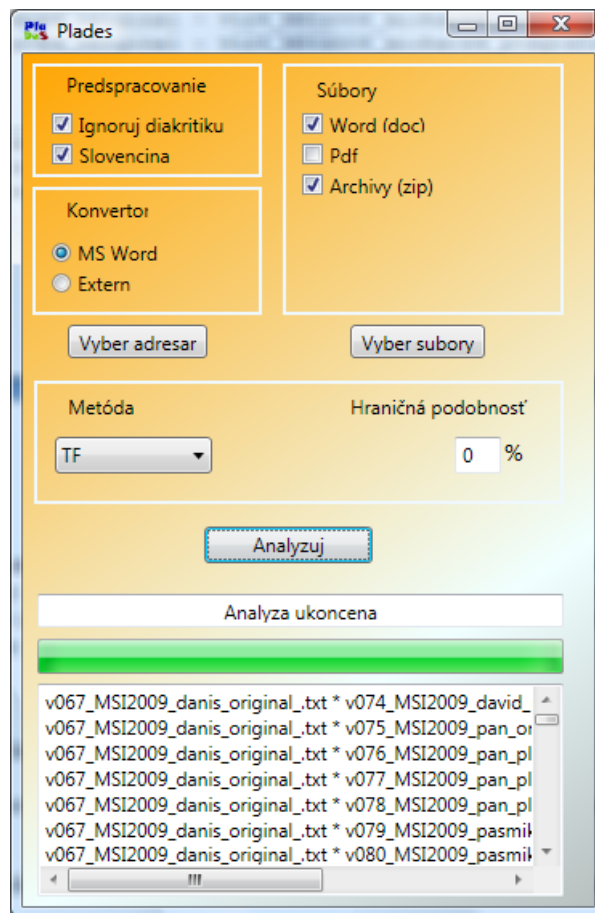 Plades
Predspracovanie
Ignoruj diakritiku
Slovencina
Súbory
Word (doc)
Pdf
Archivy (zip)
Konvertor
MS Word
Extern
Vyber adresar
Vyber subory
Metóda
Hraničná podobnosť
TF
0 %
Analyzuj
Analyza ukoncena
v067_MSI2009_danis_original_.txt * v074_MSI2009_david_
v067_MSI2009_danis_original_.txt * v075_MSI2009_pan_or
v067_MSI2009_danis_original_.txt * v076_MSI2009_pan_pl
v067_MSI2009_danis_original_.txt * v077_MSI2009_pan_pl
v067_MSI2009_danis_original_.txt * v078_MSI2009_pan_pl
v067_MSI2009_danis_original_.txt * v079_MSI2009_pasmik
v067_MSI2009_danis_original_.txt * v080_MSI2009_pasmik